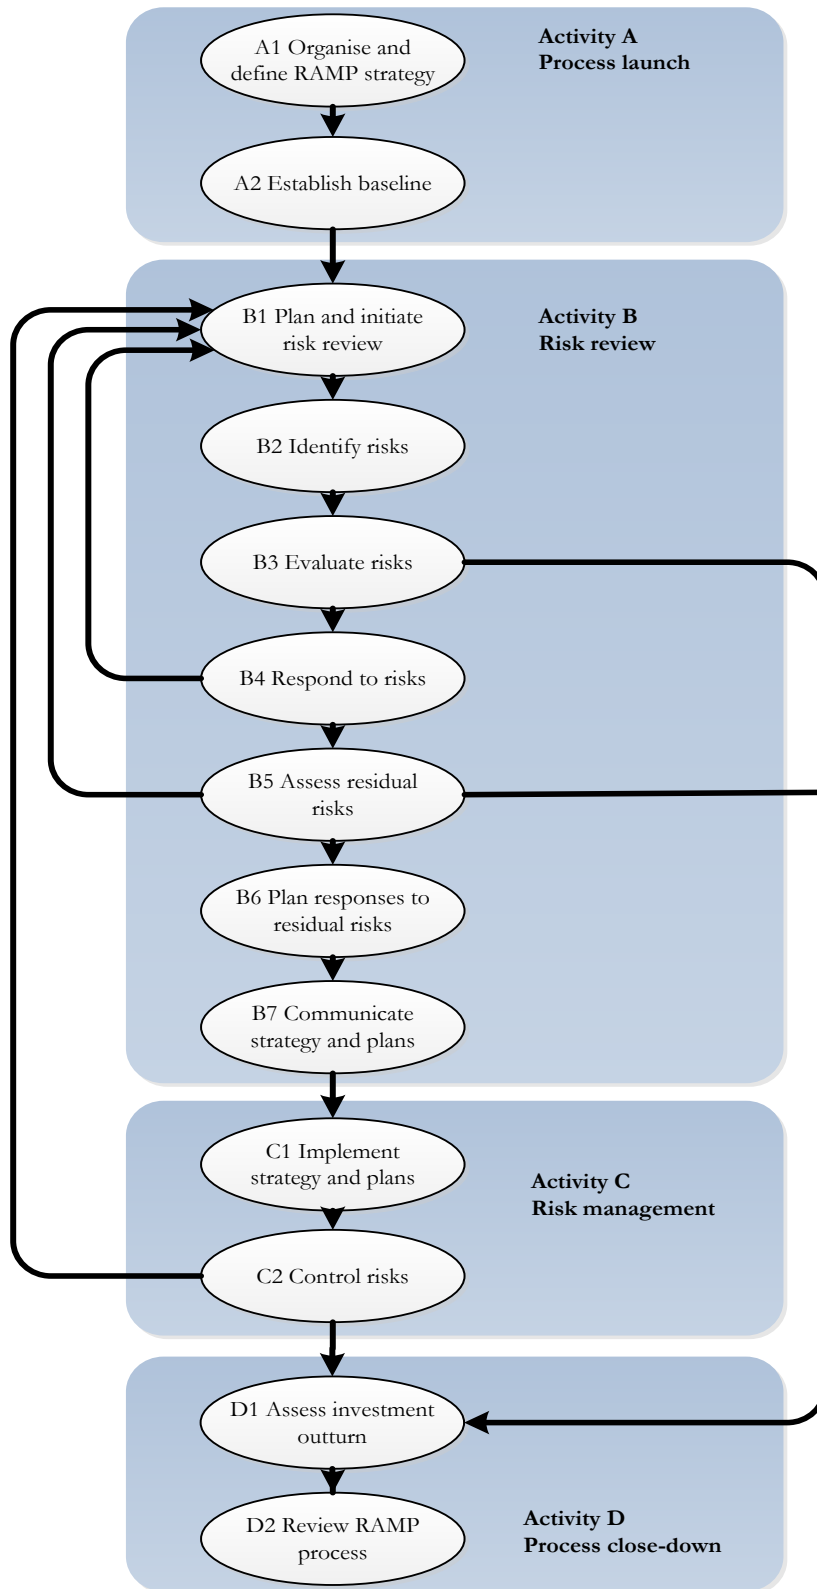 A1 Organise and
define RAMP strategy
Activity A
Process launch
A2 Establish baseline
B1 Plan and initiate
risk review
Activity B
Risk review
B2 Identify risks
B3 Evaluate risks
B4 Respond to risks
B5 Assess residual
risks
B6 Plan responses to
residual risks
B7 Communicate
strategy and plans
C1 Implement
strategy and plans
Activity C
Risk management
C2 Control risks
D1 Assess investment
outturn
D2 Review RAMP
process
Activity D
Process close-down